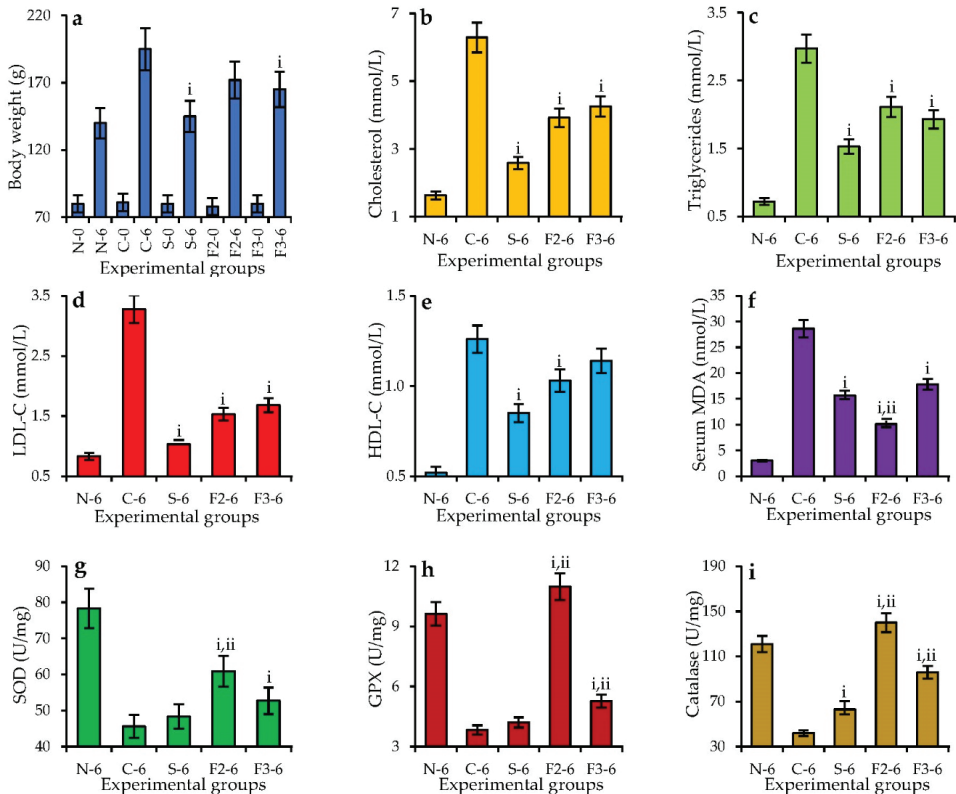 a
Body weight (g)
220
170
120
70
i
i
N-0
N-6
C-0
C-6
S-0
S-6
F2-0
F2-6
F3-0
F3-6
Experimental groups
b
Cholesterol (mmol/L)
7
5
3
1
i
i
i
N-6 C-6 S-6 F2-6 F3-6
Experimental groups
c
Triglycerides (mmol/L)
3.5
2.5
1.5
0.5
i
i
i
N-6 C-6 S-6 F2-6 F3-6
Experimental groups
d
LDL-C (mmol/L)
3.5
2.5
1.5
0.5
i
i
i
N-6 C-6 S-6 F2-6 F3-6
Experimental groups
e
HDL-C (mmol/L)
1.5
1.0
0.5
i
i
N-6 C-6 S-6 F2-6 F3-6
Experimental groups
f
Serum MDA (nmol/L)
35
30
25
20
15
10
5
0
i
i,ii
i
N-6 C-6 S-6 F2-6 F3-6
Experimental groups
g
SOD (U/mg)
90
80
70
60
50
40
i,ii
i
N-6 C-6 S-6 F2-6 F3-6
Experimental groups
h
GPX (U/mg)
12
9
6
3
i,ii
i,ii
N-6 C-6 S-6 F2-6 F3-6
Experimental groups
i
Catalase (U/mg)
190
150
110
70
30
i
i,ii
i,ii
N-6 C-6 S-6 F2-6 F3-6
Experimental groups